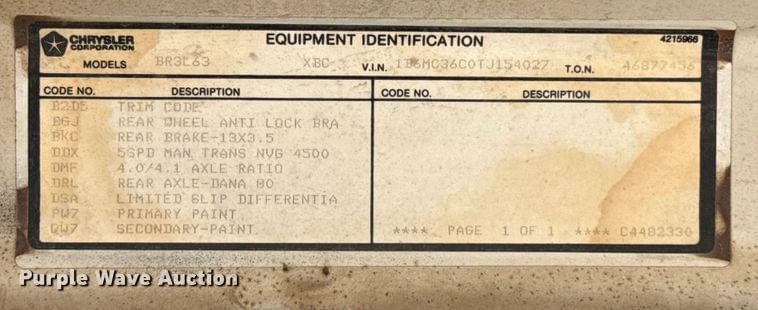 CHRYSLER
CORPORATION
EQUIPMENT IDENTIFICATION
4215966
MODELS BR3L63 XBC V.I.N. 1B6MC36C0TJ154027 T.O.N.
CODE NO. DESCRIPTION
B2D5 TRIM CODE
BGJ REAR WHEEL ANTI LOCK BRA
BKC REAR BRAKE-13X3.5
DDX 5SPD MAN TRANS NVG 4500
DMF 4.0/4.1 AXLE RATIO
DRL REAR AXLE-DANA 80
DSA LIMITED SLIP DIFFERENTIA
PW7 PRIMARY PAINT
QW7 SECONDARY-PAINT
CODE NO. DESCRIPTION
**** PAGE 1 OF 1 **** C4482330
Purple Wave Auction